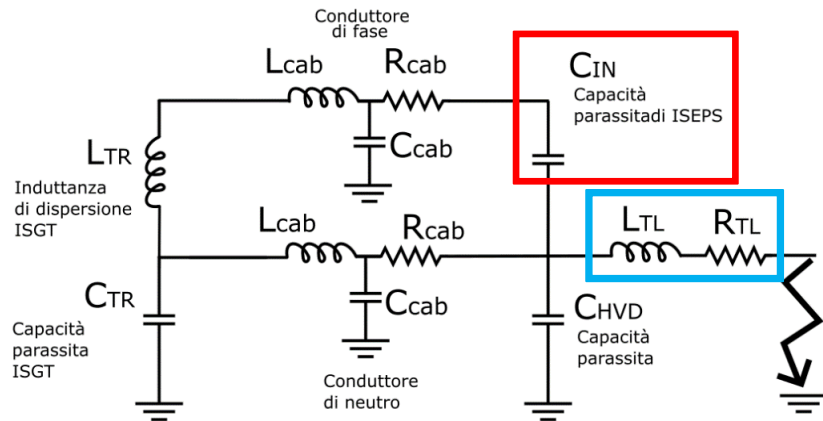 Conduttore
di fase
Lcab
Rcab
CIN
Capacità
parassitadi ISEPS
LTR
Ccab
Induttanza
di dispersione
ISGT
Lcab
Rcab
LTL
RTL
CTR
Ccab
CHVD
Capacità
parassita
ISGT
Capacità
parassita
Conduttore
di neutro